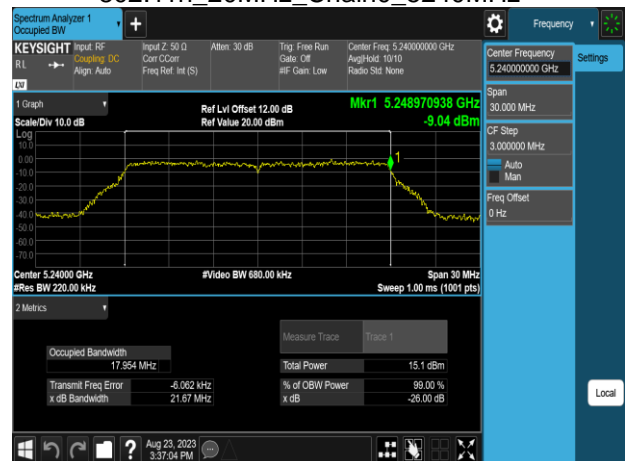 802.11n_20MHz_Chain0_5240MHz
Spectrum Analyzer 1
Occupied BW
Frequency
KEYSIGHT
RL
LXI
Input: RF
Coupling: DC
Align: Auto
Input Z: 50 Ω
Corr CCorr
Freq Ref: Int (S)
Atten: 30 dB
Trig: Free Run
Gate: Off
#IF Gain: Low
Center Freq: 5.240000000 GHz
Avg|Hold: 10/10
Radio Std: None
Center Frequency
5.240000000 GHz
Settings
Span
30.000 MHz
CF Step
3.000000 MHz
Auto
Man
Freq Offset
0 Hz
Local
1 Graph
Scale/Div 10.0 dB
Ref Lvl Offset 12.00 dB
Ref Value 20.00 dBm
Mkr1 5.248970938 GHz
-9.04 dBm
Log
10.0
0.00
-10.0
-20.0
-30.0
-40.0
-50.0
-60.0
-70.0
1
Center 5.24000 GHz
#Res BW 220.00 kHz
#Video BW 680.00 kHz
Span 30 MHz
Sweep 1.00 ms (1001 pts)
2 Metrics
Measure Trace
Trace 1
Occupied Bandwidth
17.954 MHz
Total Power
15.1 dBm
Transmit Freq Error
-6.062 kHz
% of OBW Power
99.00 %
x dB Bandwidth
21.67 MHz
x dB
-26.00 dB
Aug 23, 2023
3:37:04 PM